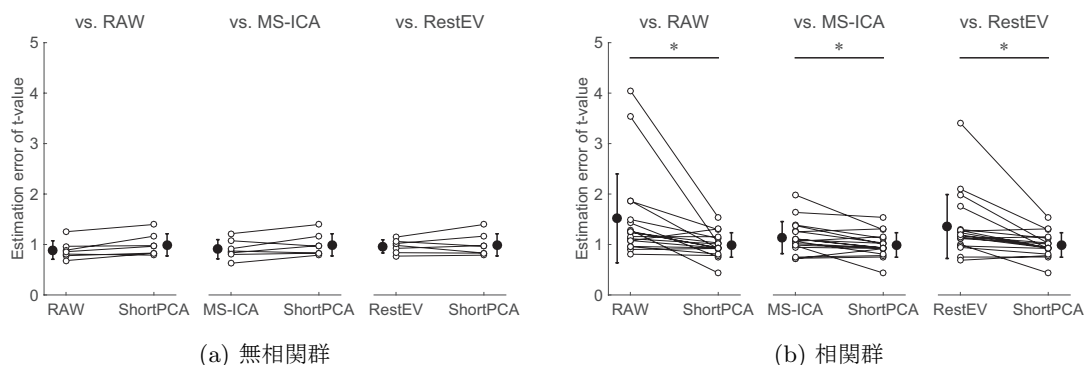 vs. RAW
vs. MS-ICA
vs. RestEV
Estimation error of t-value
5
4
3
2
1
0
RAW
ShortPCA
MS-ICA
ShortPCA
RestEV
ShortPCA
(a) 無相関群
vs. RAW
vs. MS-ICA
vs. RestEV
Estimation error of t-value
5
4
3
2
1
0
*
*
*
RAW
ShortPCA
MS-ICA
ShortPCA
RestEV
ShortPCA
(b) 相関群